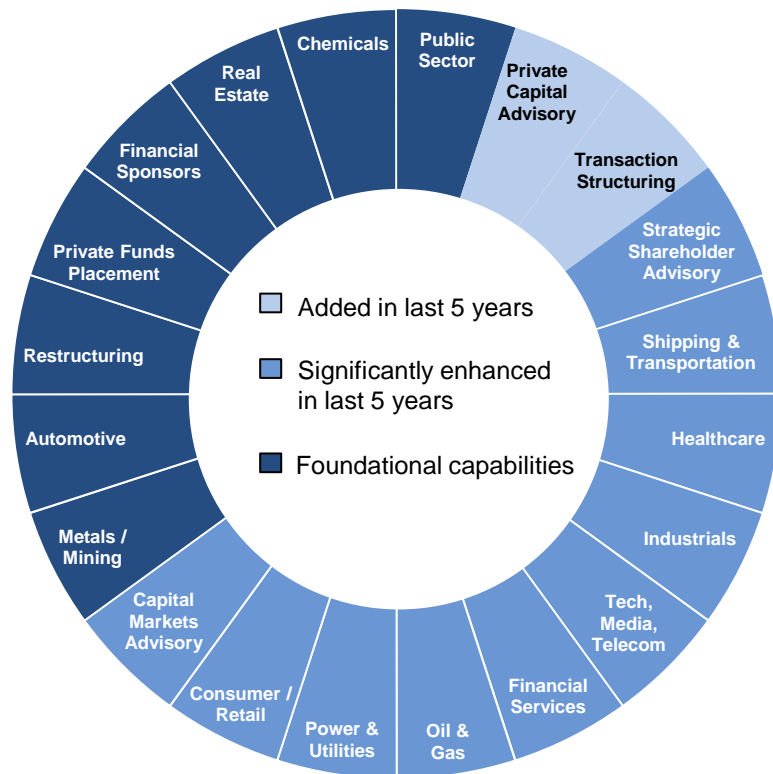 Public
Sector
Private
Capital
Advisory
Transaction
Structuring
Strategic
Shareholder
Advisory
Shipping &
Transportation
Healthcare
Industrials
Tech,
Media,
Telecom
Financial
Services
Oil &
Gas
Power &
Utilities
Consumer /
Retail
Capital
Markets
Advisory
Metals /
Mining
Automotive
Restructuring
Private Funds
Placement
Financial
Sponsors
Real
Estate
Chemicals
Added in last 5 years
Significantly enhanced
in last 5 years
Foundational capabilities